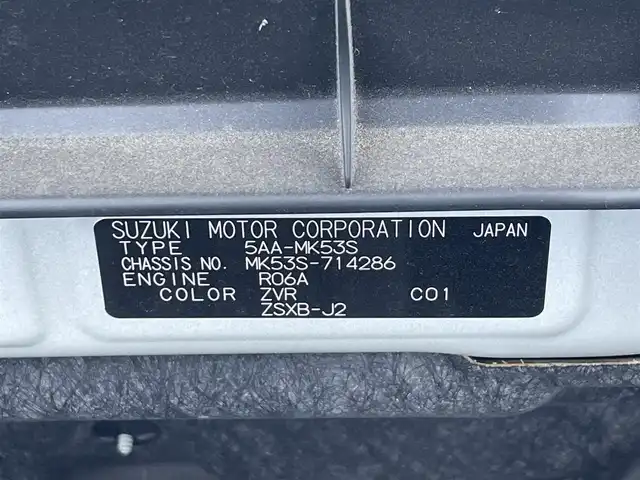 SUZUKI MOTOR CORPORATION JAPAN
TYPE 5AA-MK53S
CHASSIS NO. MK53S-714286
ENGINE R06A
COLOR ZVR C01
ZSXB-J2